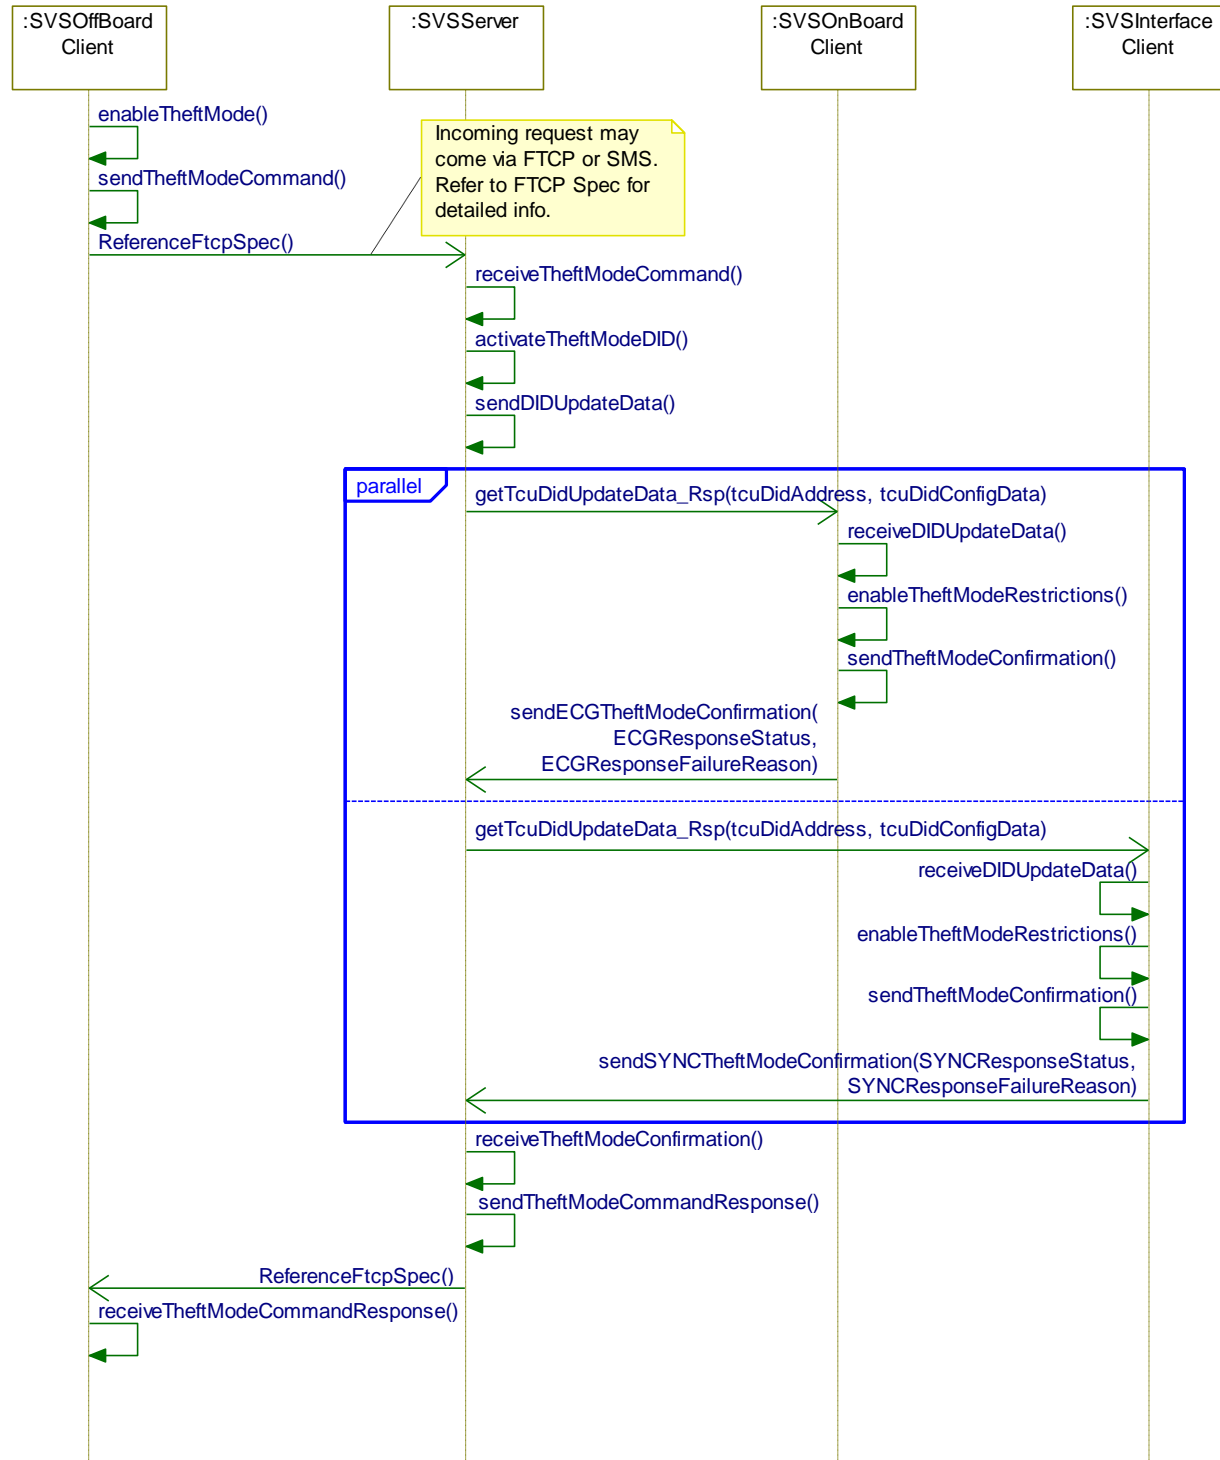 :SVSOffBoard
Client
:SVSServer
:SVSOnBoard
Client
:SVSInterface
Client
enableTheftMode()
Incoming request may
come via FTCP or SMS.
Refer to FTCP Spec for
detailed info.
sendTheftModeCommand()
ReferenceFtcpSpec()
receiveTheftModeCommand()
activateTheftModeDID()
sendDIDUpdateData()
parallel
getTcuDidUpdateData_Rsp(tcuDidAddress, tcuDidConfigData)
receiveDIDUpdateData()
enableTheftModeRestrictions()
sendTheftModeConfirmation()
sendECGTheftModeConfirmation(
ECGResponseStatus,
ECGResponseFailureReason)
getTcuDidUpdateData_Rsp(tcuDidAddress, tcuDidConfigData)
receiveDIDUpdateData()
enableTheftModeRestrictions()
sendTheftModeConfirmation()
sendSYNCTheftModeConfirmation(SYNCResponseStatus,
SYNCResponseFailureReason)
receiveTheftModeConfirmation()
sendTheftModeCommandResponse()
ReferenceFtcpSpec()
receiveTheftModeCommandResponse()